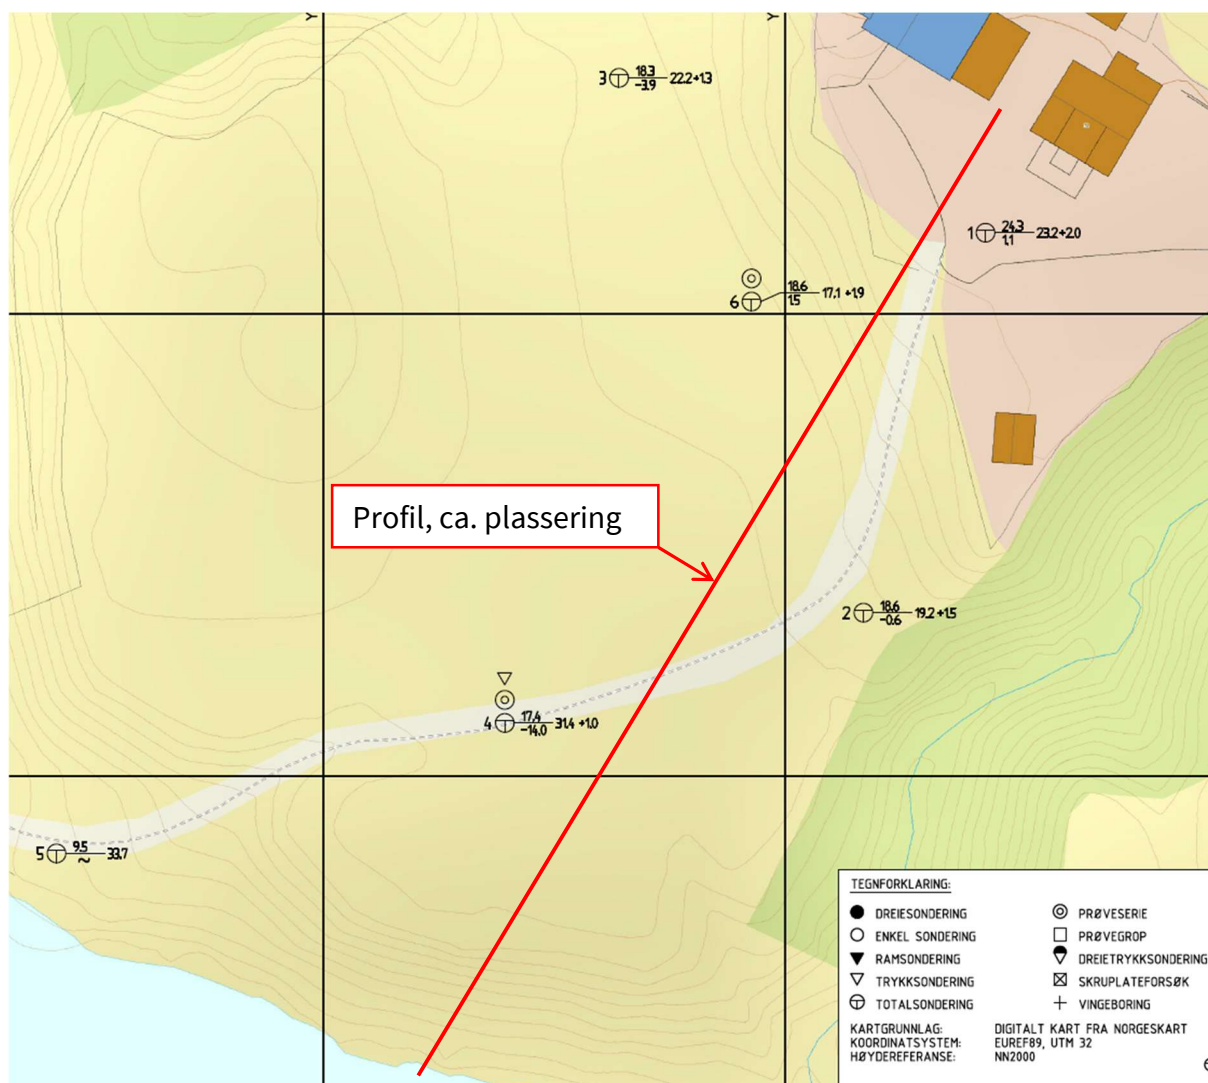 Y
Y
3 18.3 22.2+1.3
-3.9
1 24.3 23.2+2.0
1.1
6 18.6 17.1 +1.9
1.5
Profil, ca. plassering
2 18.6 19.2+1.5
-0.6
4 17.4 31.4 +1.0
-14.0
5 9.5 33.7
~
TEGNFORKLARING:
DREIESONDERING
ENKEL SONDERING
RAMSONDERING
TRYKKSONDERING
TOTALSONDERING
PRØVESERIE
PRØVEGROP
DREIETRYKKSONDERING
SKRUPLATEFORSØK
VINGEBORING
KARTGRUNNLAG: DIGITALT KART FRA NORGESKART
KOORDINATSYSTEM: EUREF89, UTM 32
HØYDEREFERANSE: NN2000